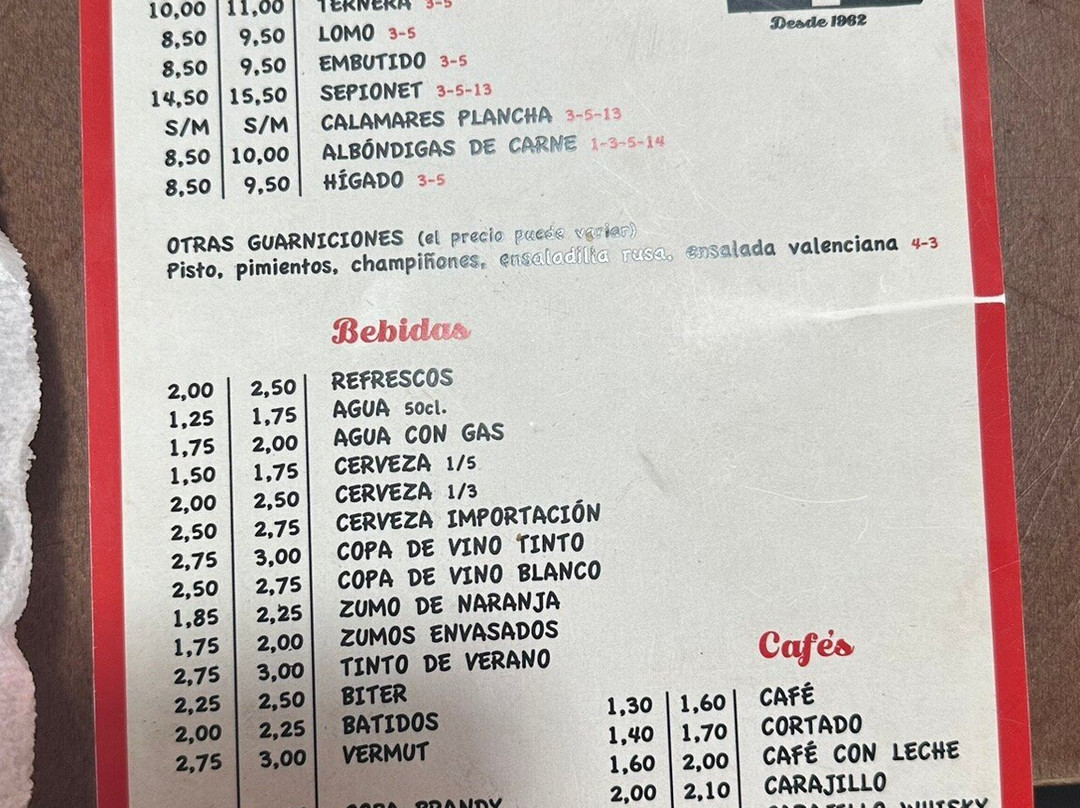 Desde 1962
10,00 11,00 TERNERA 3-5
8,50 9,50 LOMO 3-5
8,50 9,50 EMBUTIDO 3-5
14,50 15,50 SEPIONET 3-5-13
S/M S/M CALAMARES PLANCHA 3-5-13
8,50 10,00 ALBÓNDIGAS DE CARNE 1-3-5-14
8,50 9,50 HÍGADO 3-5
OTRAS GUARNICIONES (el precio puede variar)
Pisto, pimientos, champiñones, ensaladilla rusa, ensalada valenciana 4-3
Bebidas
2,00 2,50 REFRESCOS
1,25 1,75 AGUA 50cl.
1,75 2,00 AGUA CON GAS
1,50 1,75 CERVEZA 1/5
2,00 2,50 CERVEZA 1/3
2,50 2,75 CERVEZA IMPORTACIÓN
2,75 3,00 COPA DE VINO TINTO
2,50 2,75 COPA DE VINO BLANCO
1,85 2,25 ZUMO DE NARANJA
1,75 2,00 ZUMOS ENVASADOS
2,75 3,00 TINTO DE VERANO
2,25 2,50 BITER
2,00 2,25 BATIDOS
2,75 3,00 VERMUT
COPA BRANDY
Cafés
1,30 1,60 CAFÉ
1,40 1,70 CORTADO
1,60 2,00 CAFÉ CON LECHE
2,00 2,10 CARAJILLO
CARAJILLO WHISKY